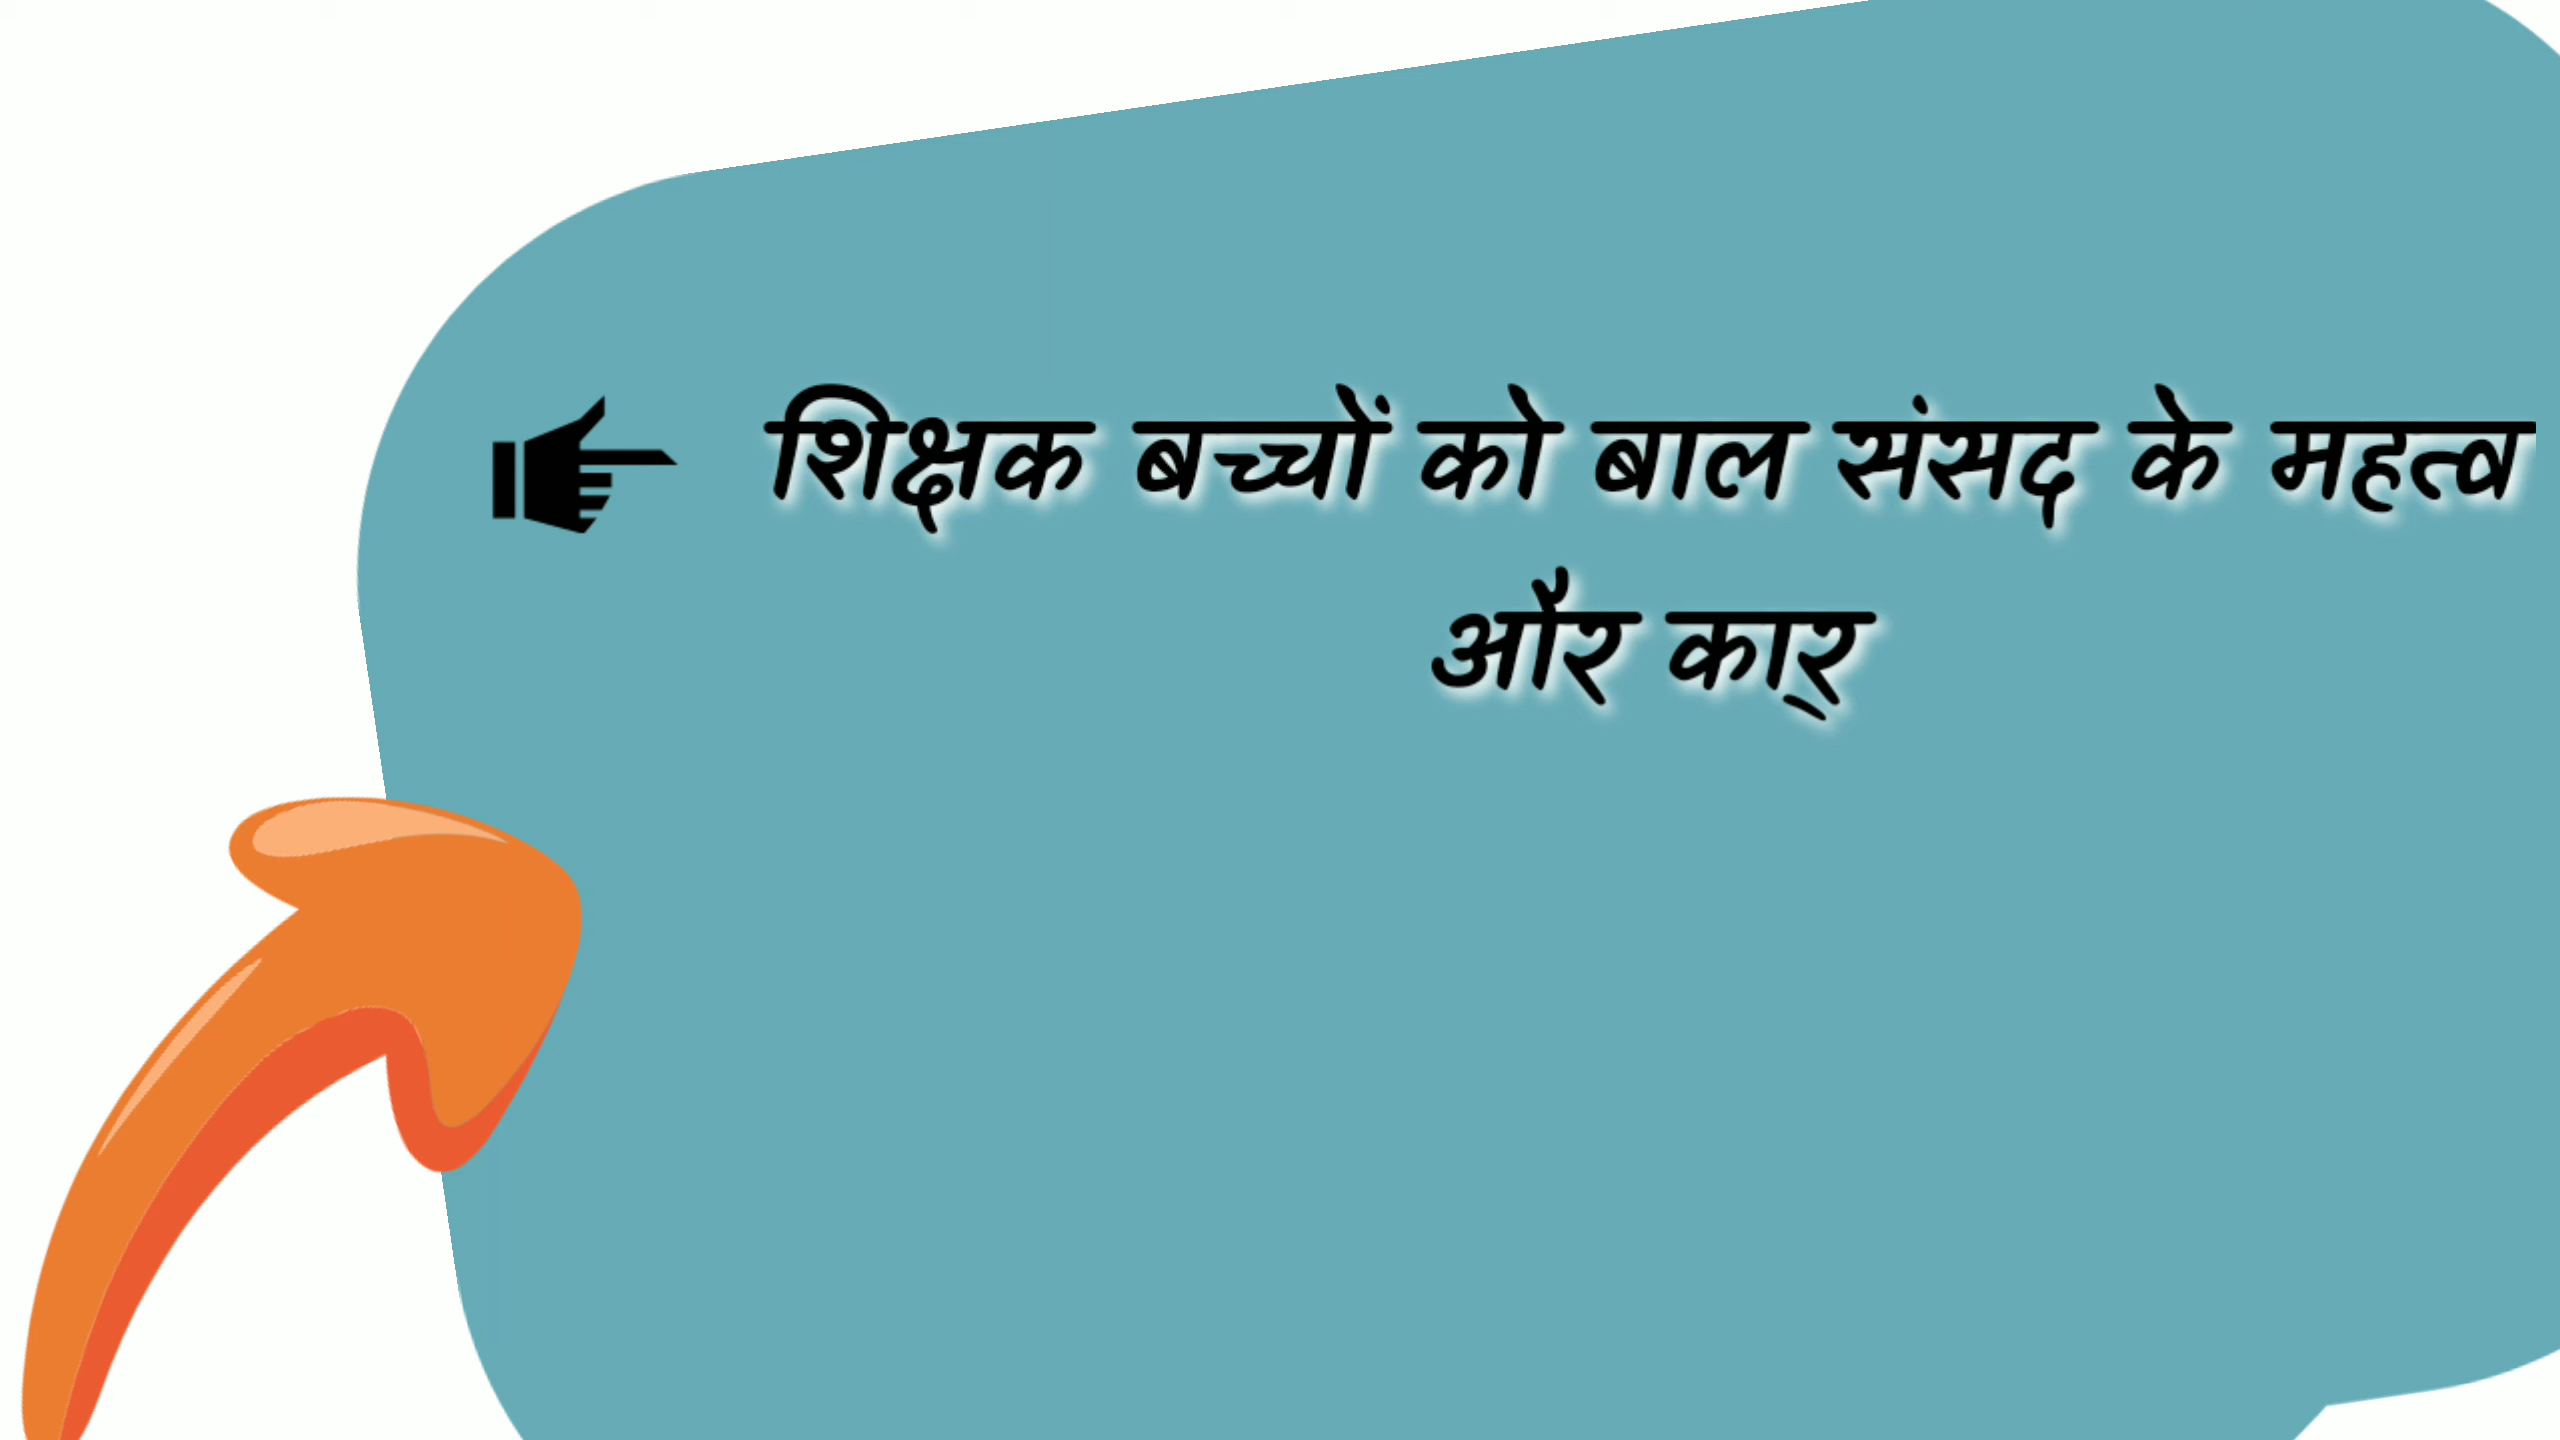 शिक्षक बच्चों को बाल संसद के महत्व
और कार्